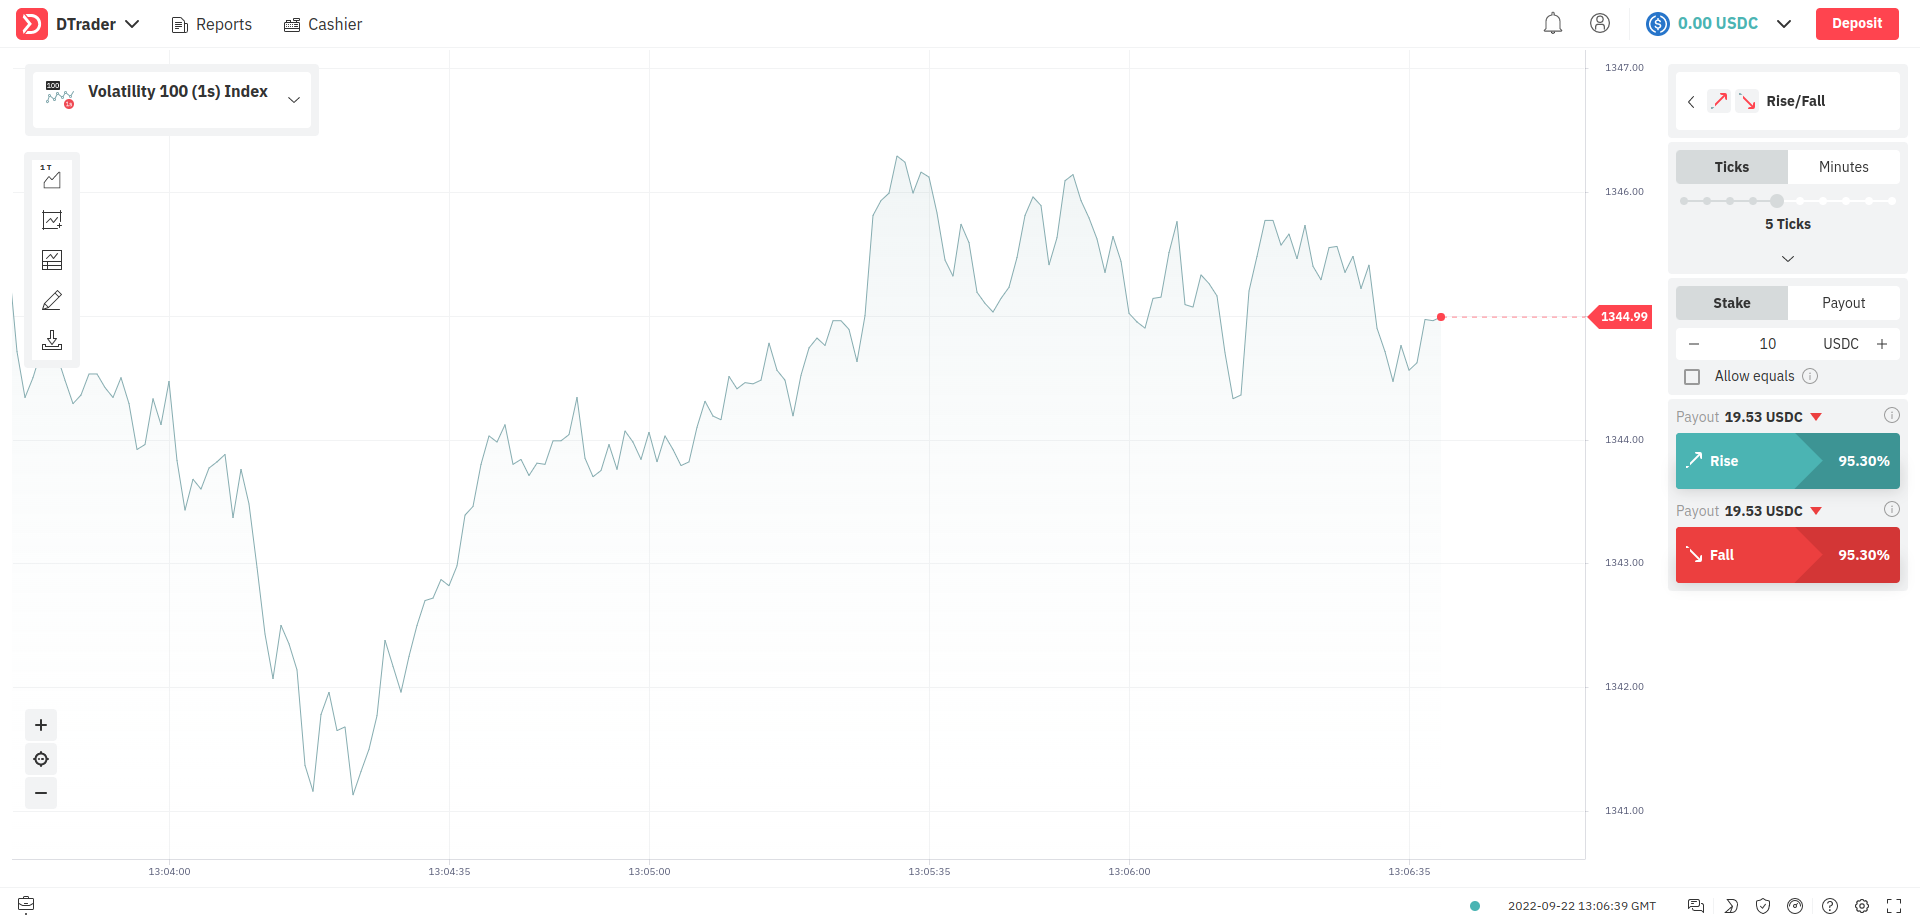 DTrader
Reports
Cashier
0.00 USDC
Deposit
100
1s
Volatility 100 (1s) Index
1 T
1347.00
1346.00
1344.99
1344.00
1343.00
1342.00
1341.00
13:04:00
13:04:35
13:05:00
13:05:35
13:06:00
13:06:35
Rise/Fall
Ticks
Minutes
5 Ticks
Stake
Payout
10
USDC
Allow equals
Payout 19.53 USDC
Rise
95.30%
Payout 19.53 USDC
Fall
95.30%
2022-09-22 13:06:39 GMT